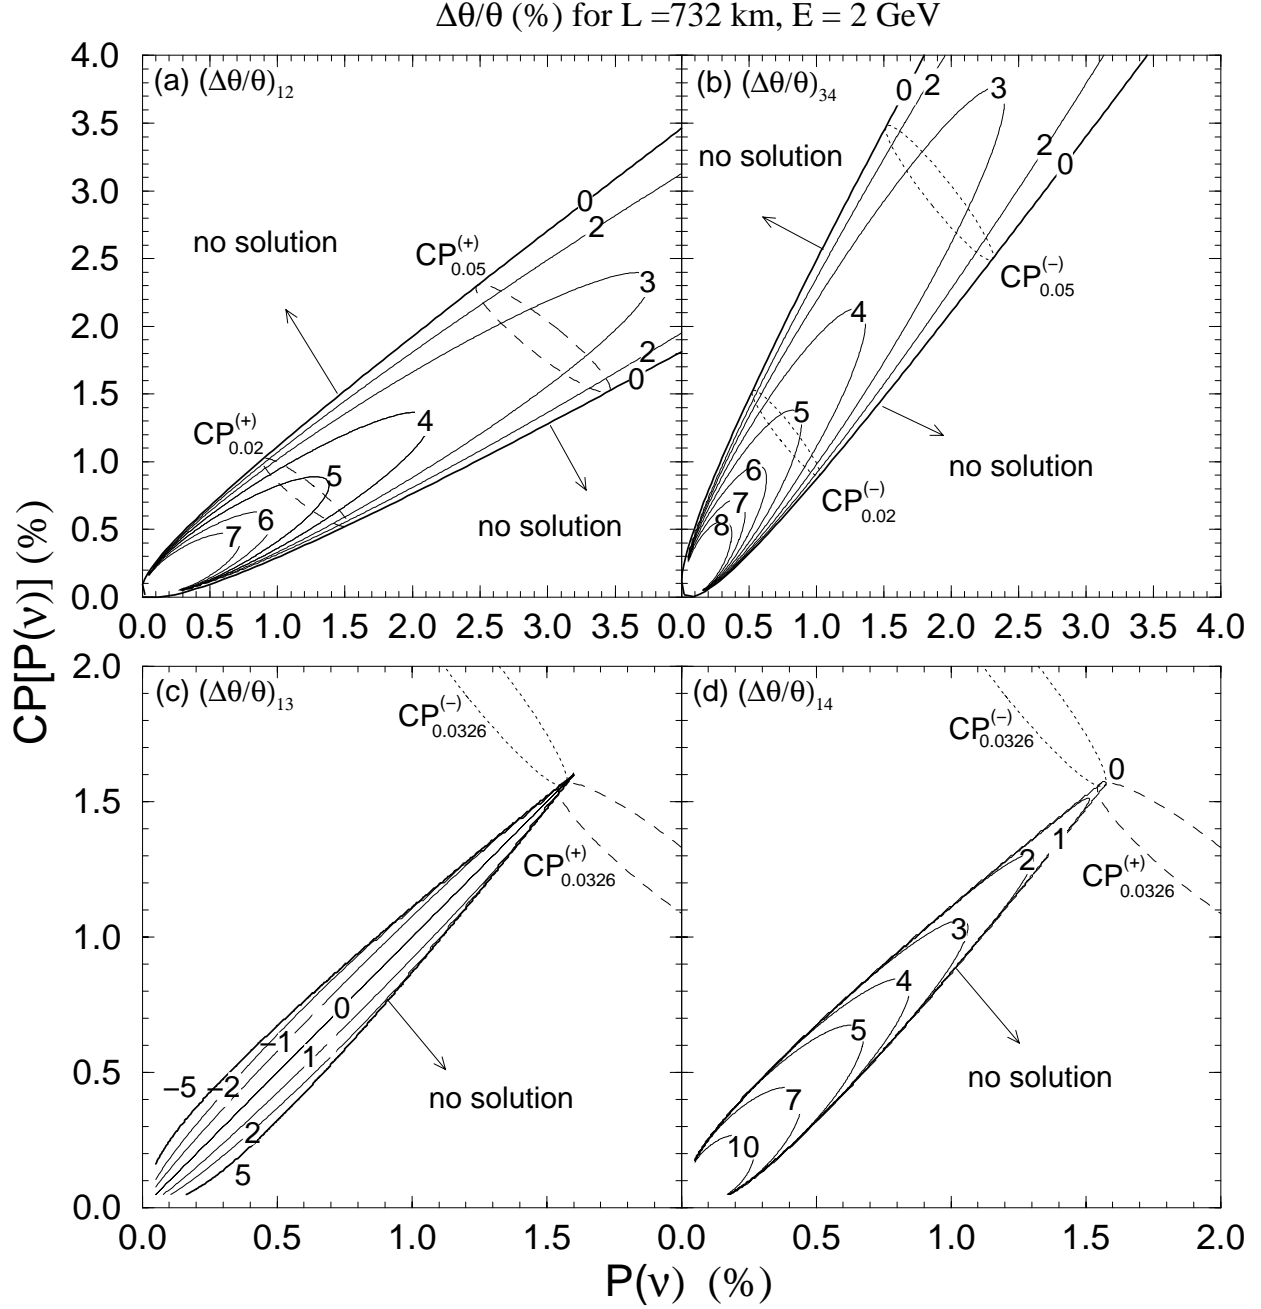 Δθ/θ (%) for L =732 km, E = 2 GeV
CP[P(ν)] (%)
(a) (Δθ/θ)12
no solution
CP(+)0.05
CP(+)0.02
0
2
3
2
0
4
5
6
7
no solution
4.0
3.5
3.0
2.5
2.0
1.5
1.0
0.5
0.0
0.0 0.5 1.0 1.5 2.0 2.5 3.0 3.5
(b) (Δθ/θ)34
0 2 3
no solution
2
0
CP(−)0.05
4
5
6
7
8
no solution
CP(−)0.02
0.0 0.5 1.0 1.5 2.0 2.5 3.0 3.5 4.0
(c) (Δθ/θ)13
CP(−)0.0326
CP(+)0.0326
0
−1
1
−5 −2
2
5
no solution
2.0
1.5
1.0
0.5
0.0
0.0 0.5 1.0 1.5
(d) (Δθ/θ)14
CP(−)0.0326
0
1
2
CP(+)0.0326
3
4
5
7
10
no solution
0.0 0.5 1.0 1.5 2.0
P(ν) (%)